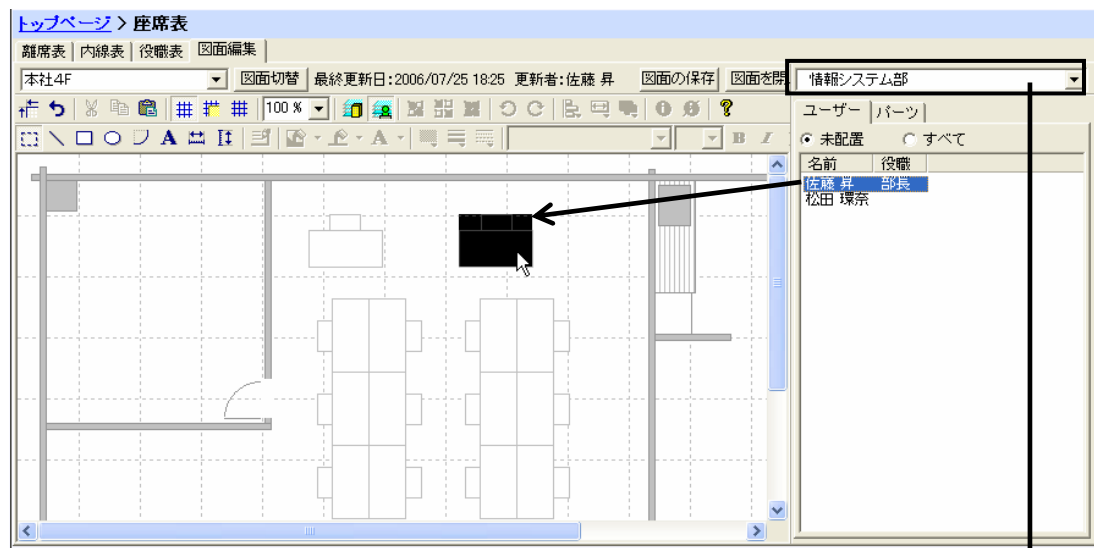 トップページ > 座席表
離席表 内線表 役職表 図面編集
本社4F 図面切替 最終更新日:2006/07/25 18:25 更新者:佐藤 昇 図面の保存 図面を開 情報システム部
100 %
A A B I
ユーザー パーツ
未配置 すべて
名前 役職
佐藤 昇 部長
松田 環奈